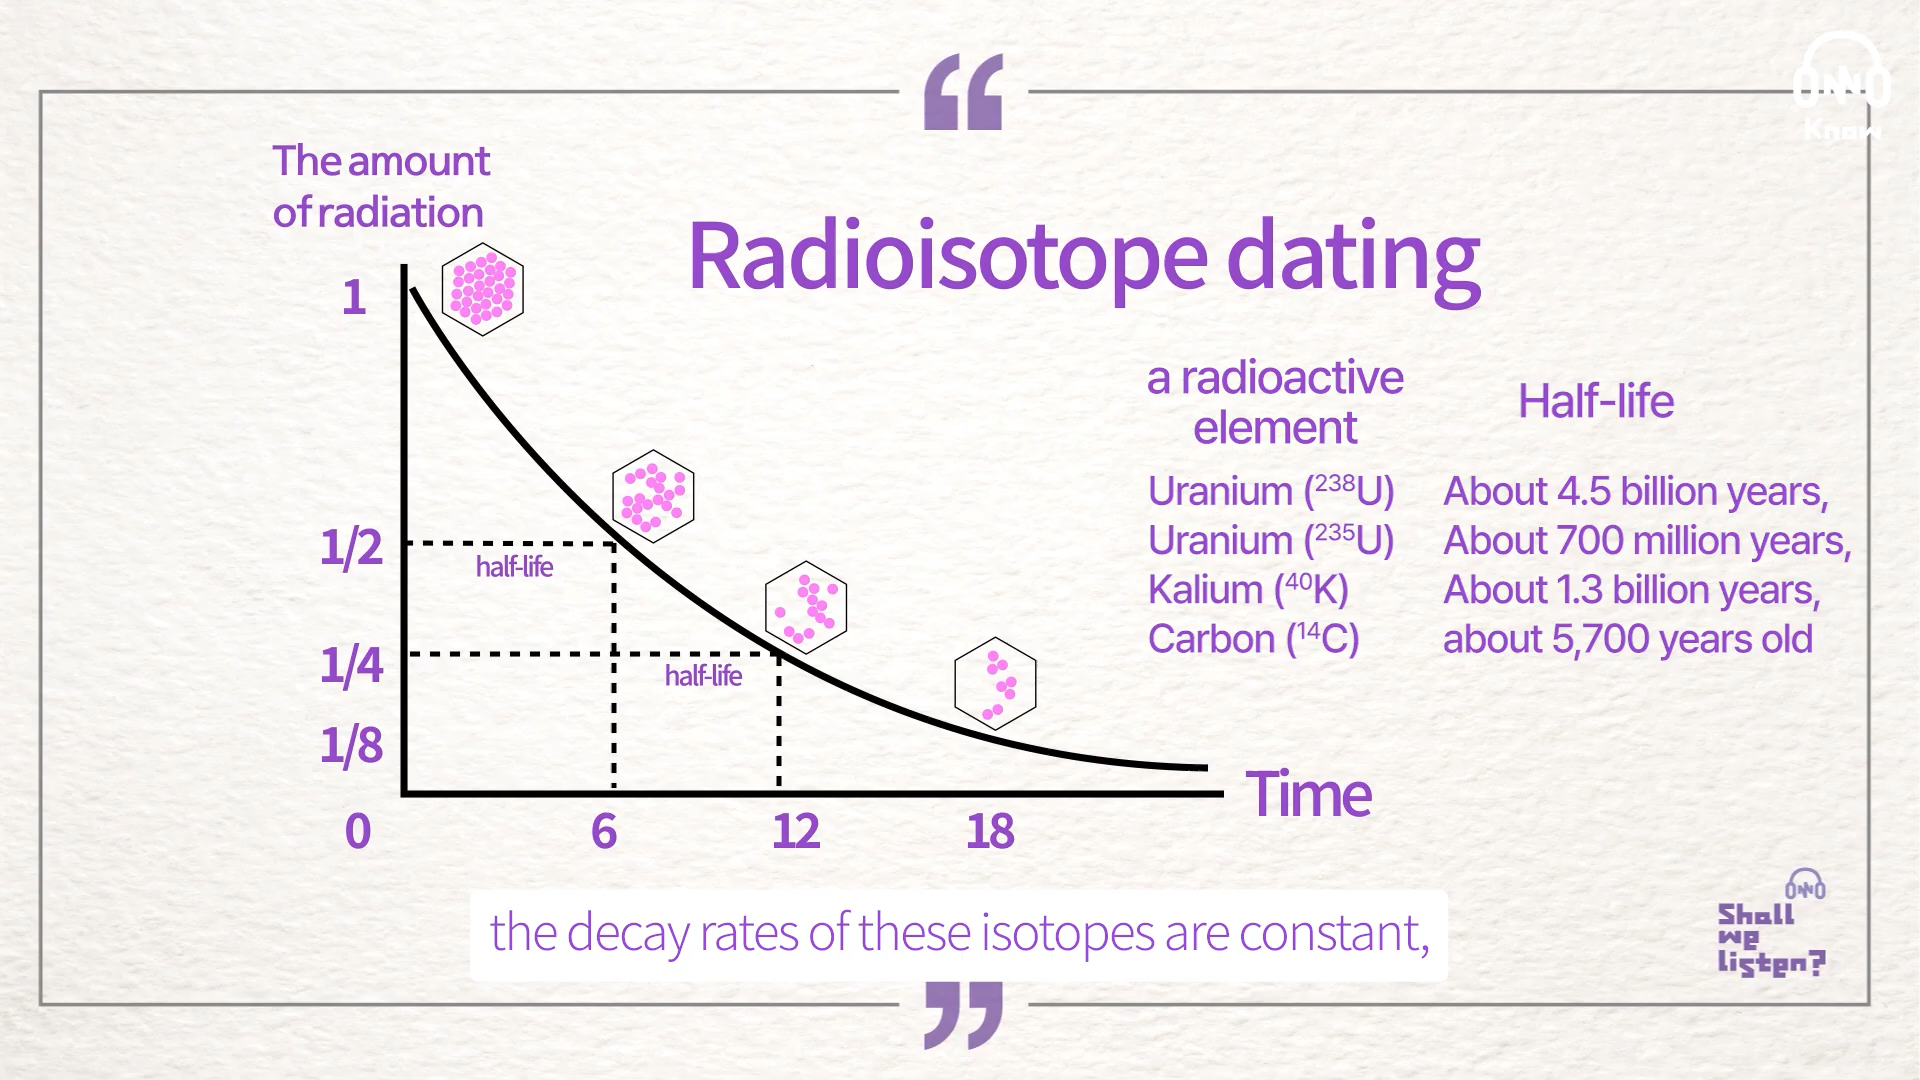 “
ONNO
Know
The amount
of radiation
Radioisotope dating
1
1/2
1/4
1/8
half-life
half-life
0
6
12
18
Time
a radioactive
element
Half-life
Uranium (²³⁸U) About 4.5 billion years,
Uranium (²³⁵U) About 700 million years,
Kalium (⁴⁰K) About 1.3 billion years,
Carbon (¹⁴C) about 5,700 years old
the decay rates of these isotopes are constant,
ONNO
Shall
we
listen?
”